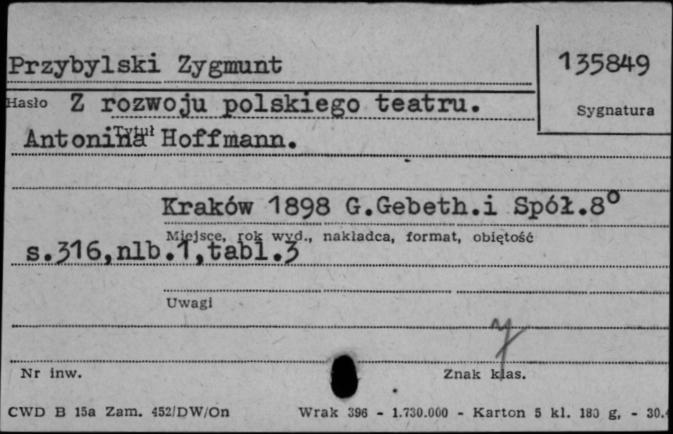 Przybylski Zygmunt
135849
Hasło Z rozwoju polskiego teatru.
Sygnatura
Tytuł
Antonina Hoffmann.
Kraków 1898 G.Gebeth.i Spół.8°
Miejsce, rok wyd., nakładca, format, objętość
s.316,nlb.1,tabl.3
Uwagi
Nr inw.
Znak klas.
CWD B 15a Zam. 452/DW/On Wrak 396 - 1.730.000 - Karton 5 kl. 180 g, - 30.